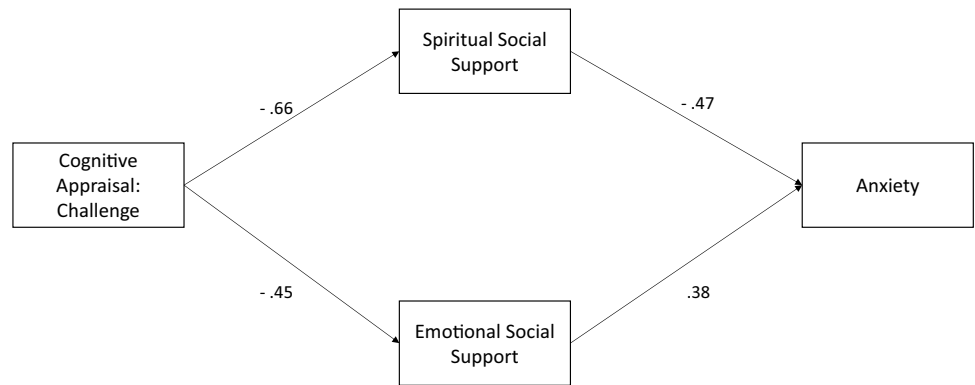 Spiritual Social
Support
- .66
- .47
Cognitive
Appraisal:
Challenge
Anxiety
- .45
.38
Emotional Social
Support